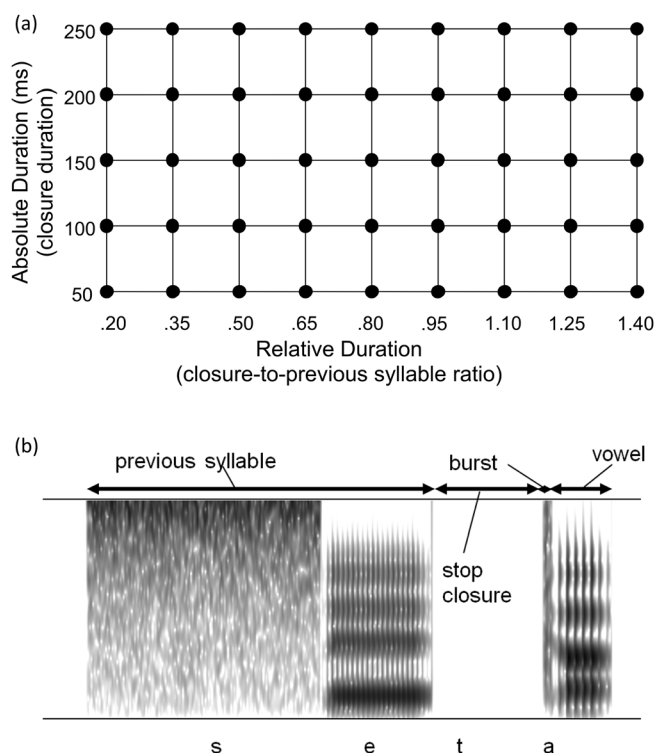 (a)
Absolute Duration (ms)
(closure duration)
250
200
150
100
50
.20 .35 .50 .65 .80 .95 1.10 1.25 1.40
Relative Duration
(closure-to-previous syllable ratio)
(b)
previous syllable
burst
vowel
stop
closure
s e t a